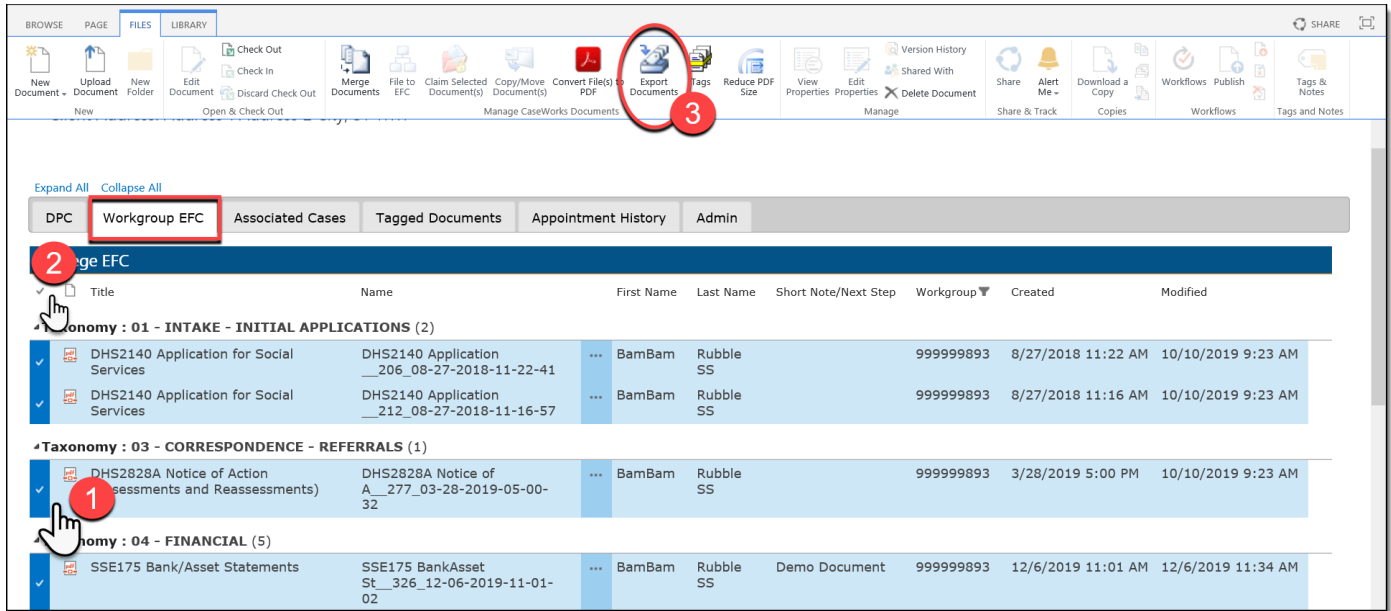 BROWSE PAGE FILES LIBRARY SHARE
New Document Upload Document New Folder
New
Edit Document Check Out Check In Discard Check Out
Open & Check Out
Merge Documents File to EFC Claim Selected Document(s) Copy/Move Document(s) Convert File(s) to PDF Export Documents Tags Reduce PDF Size
Manage CaseWorks Documents
3
View Properties Edit Properties Version History Shared With Delete Document
Manage
Share Alert Me
Share & Track
Download a Copy
Copies
Workflows Publish
Workflows
Tags & Notes
Tags and Notes
Expand All Collapse All
DPC Workgroup EFC Associated Cases Tagged Documents Appointment History Admin
2 ege EFC
Title Name First Name Last Name Short Note/Next Step Workgroup Created Modified
Taxonomy : 01 - INTAKE - INITIAL APPLICATIONS (2)
DHS2140 Application for Social DHS2140 Application ... BamBam Rubble 999999893 8/27/2018 11:22 AM 10/10/2019 9:23 AM
Services __206_08-27-2018-11-22-41 SS
DHS2140 Application for Social DHS2140 Application ... BamBam Rubble 999999893 8/27/2018 11:16 AM 10/10/2019 9:23 AM
Services __212_08-27-2018-11-16-57 SS
Taxonomy : 03 - CORRESPONDENCE - REFERRALS (1)
DHS2828A Notice of Action DHS2828A Notice of ... BamBam Rubble 999999893 3/28/2019 5:00 PM 10/10/2019 9:23 AM
1 sessments and Reassessments) A__277_03-28-2019-05-00- SS
32
onomy : 04 - FINANCIAL (5)
SSE175 Bank/Asset Statements SSE175 BankAsset ... BamBam Rubble Demo Document 999999893 12/6/2019 11:01 AM 12/6/2019 11:34 AM
St__326_12-06-2019-11-01- SS
02